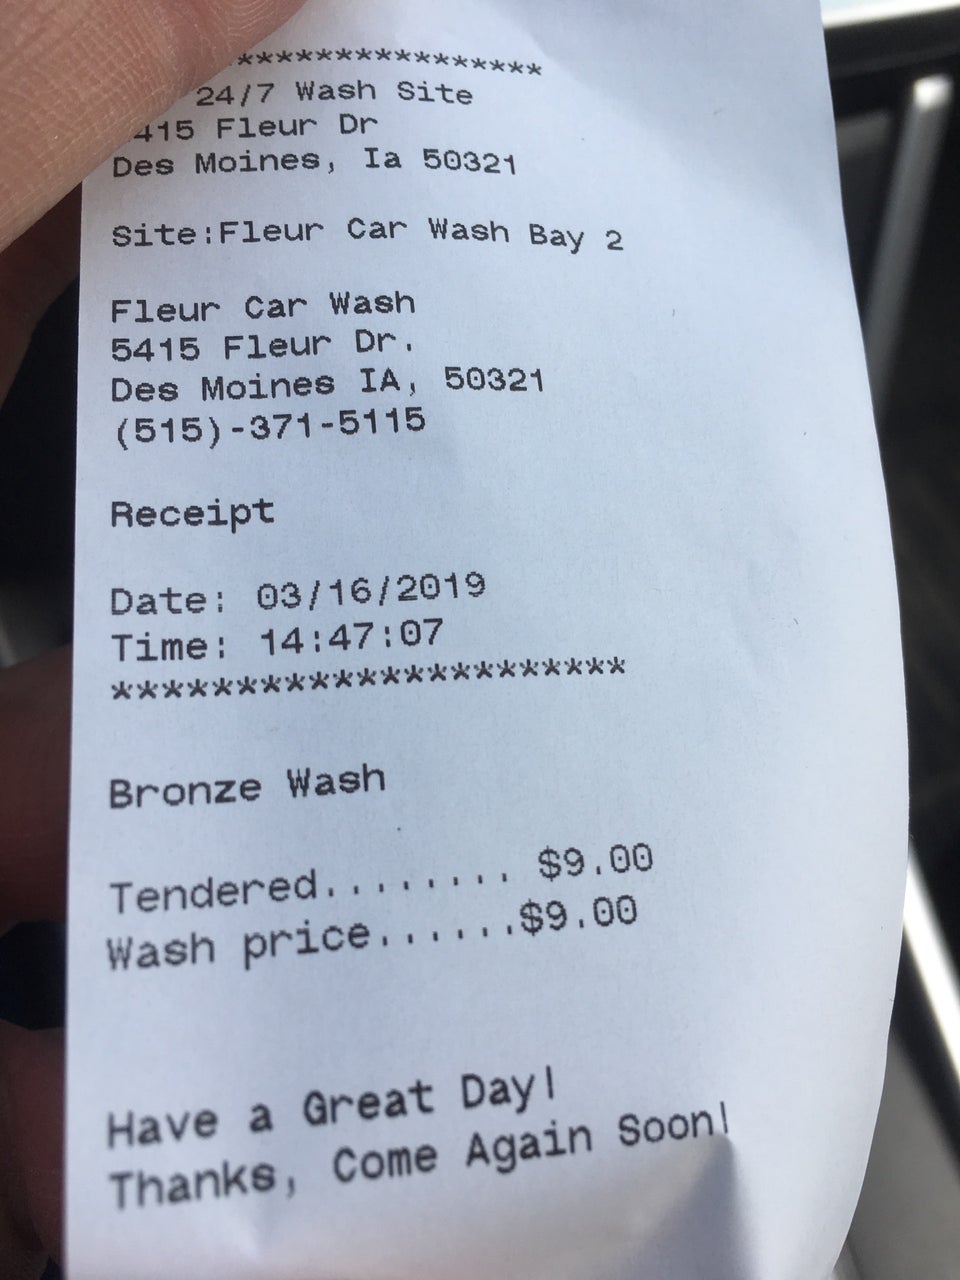 ****************
24/7 Wash Site
415 Fleur Dr
Des Moines, Ia 50321
Site:Fleur Car Wash Bay 2
Fleur Car Wash
5415 Fleur Dr.
Des Moines IA, 50321
(515)-371-5115
Receipt
Date: 03/16/2019
Time: 14:47:07
*********************
Bronze Wash
Tendered........ $9.00
Wash price......$9.00
Have a Great Day!
Thanks, Come Again Soon!